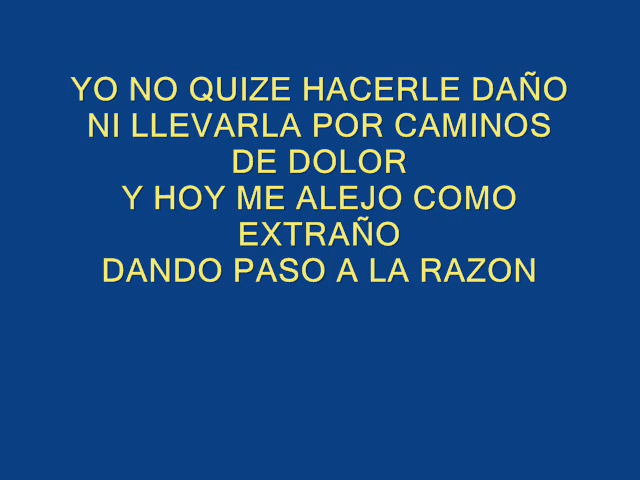 YO NO QUIZE HACERLE DAÑO
NI LLEVARLA POR CAMINOS
DE DOLOR
Y HOY ME ALEJO COMO
EXTRAÑO
DANDO PASO A LA RAZON